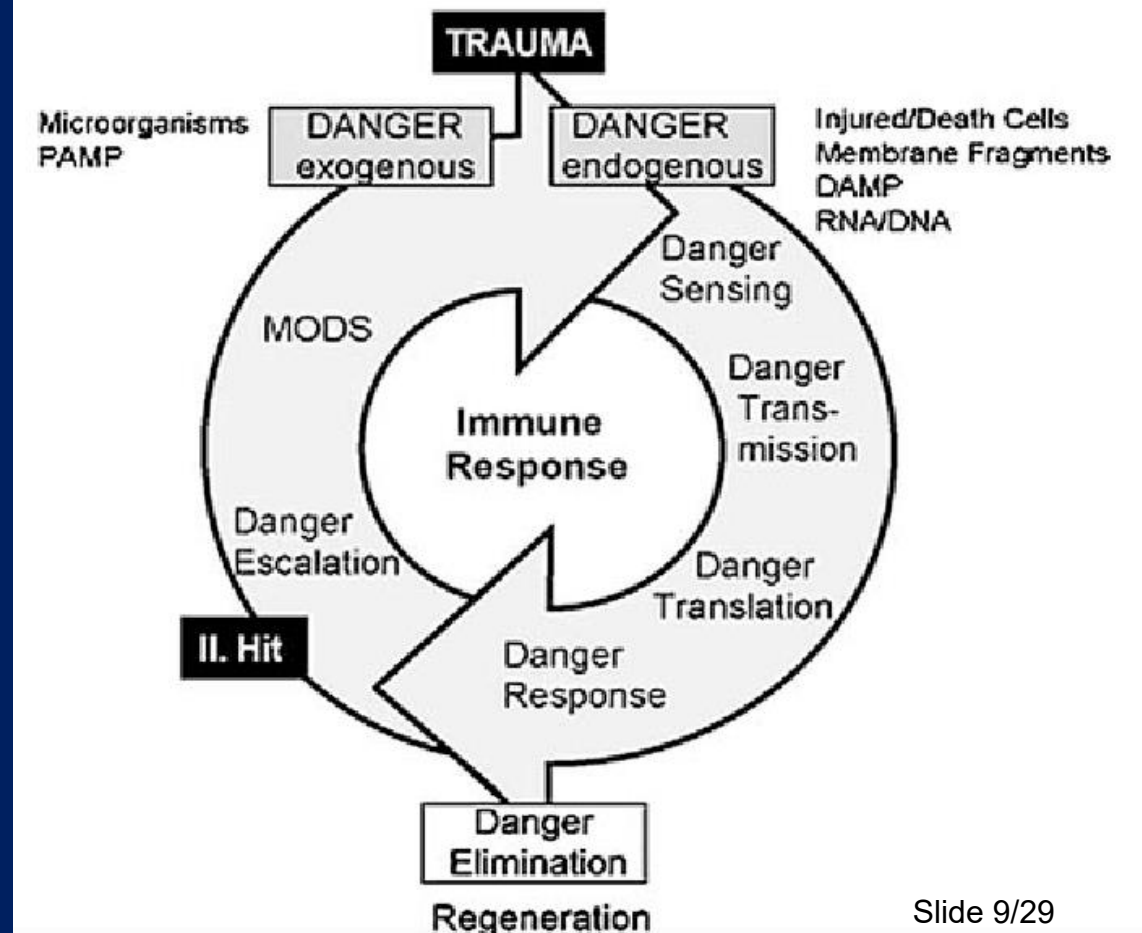 TRAUMA
Microorganisms
PAMP
DANGER
exogenous
DANGER
endogenous
Injured/Death Cells
Membrane Fragments
DAMP
RNA/DNA
Danger
Sensing
MODS
Danger
Trans-
mission
Immune
Response
Danger
Escalation
Danger
Translation
II. Hit
Danger
Response
Danger
Elimination
Regeneration
Slide 9/29